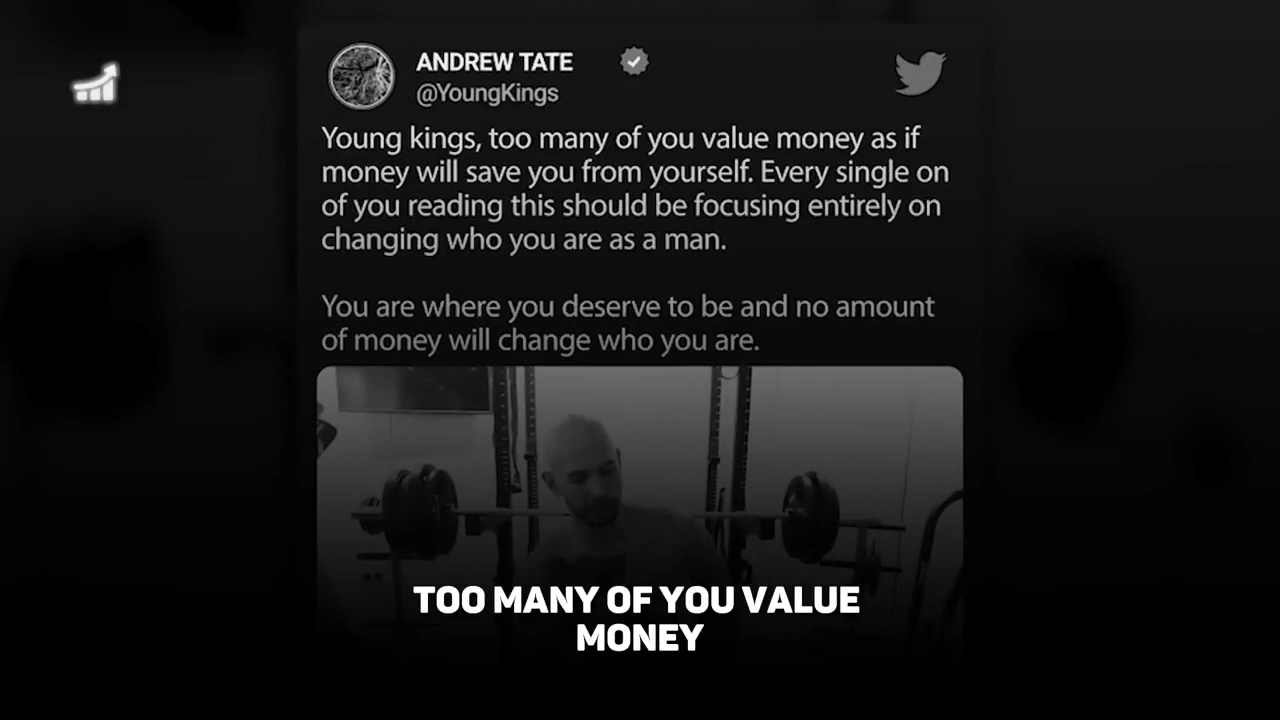 ANDREW TATE
@YoungKings
Young kings, too many of you value money as if
money will save you from yourself. Every single on
of you reading this should be focusing entirely on
changing who you are as a man.
You are where you deserve to be and no amount
of money will change who you are.
TOO MANY OF YOU VALUE
MONEY